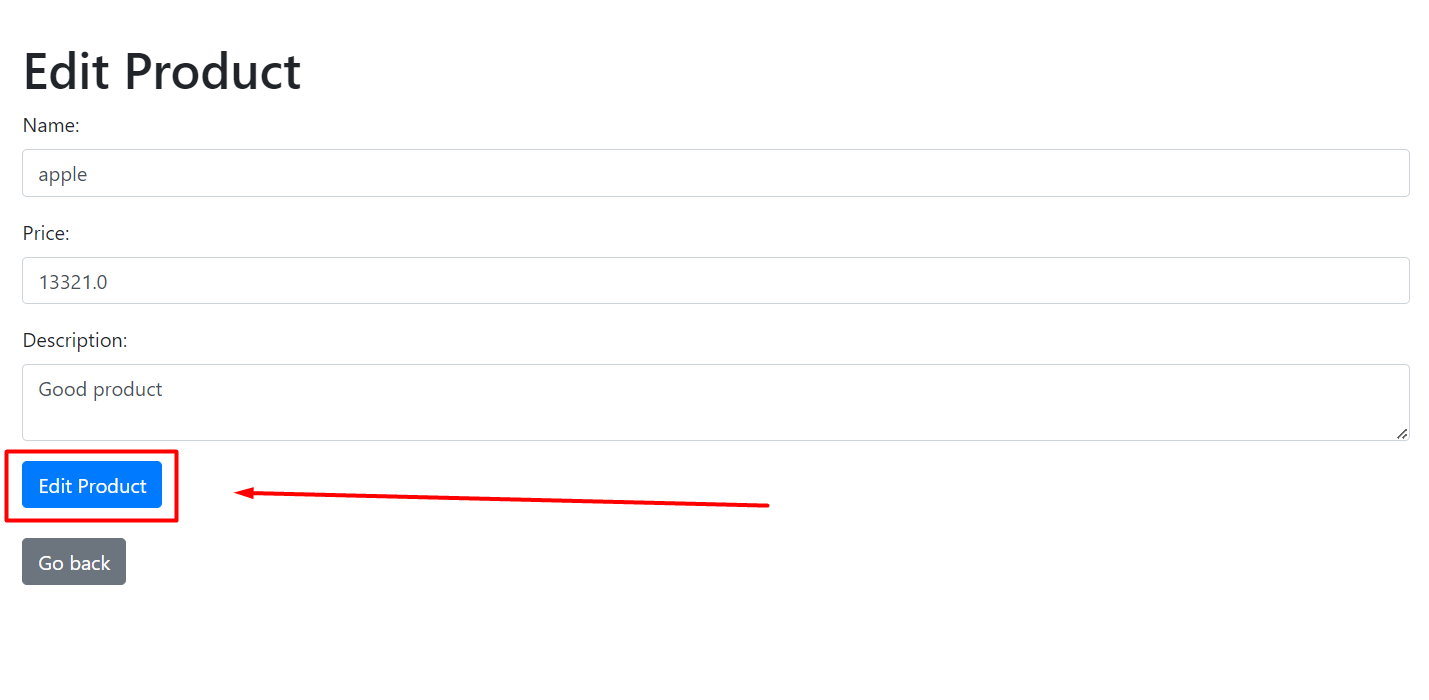 Edit Product
Name:
apple
Price:
13321.0
Description:
Good product
Edit Product
Go back